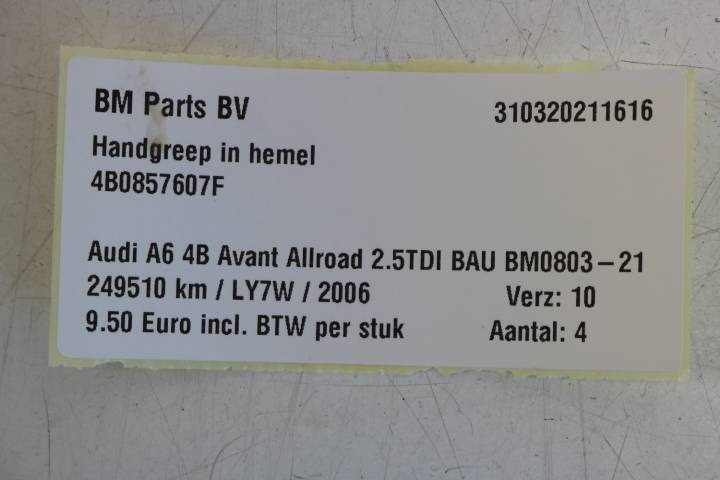 BM Parts BV 310320211616
Handgreep in hemel
4B0857607F
Audi A6 4B Avant Allroad 2.5TDI BAU BM0803-21
249510 km / LY7W / 2006 Verz: 10
9.50 Euro incl. BTW per stuk Aantal: 4